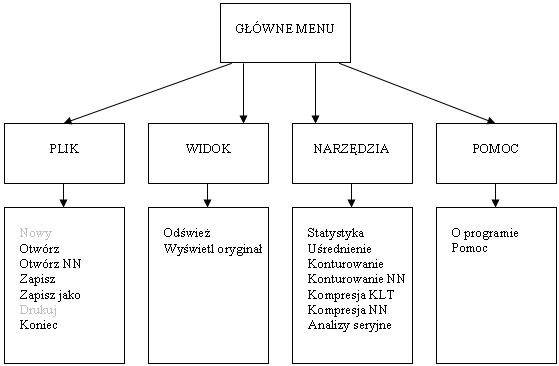 GŁÓWNE MENU
PLIK
WIDOK
NARZĘDZIA
POMOC
Nowy
Otwórz
Otwórz NN
Zapisz
Zapisz jako
Drukuj
Koniec
Odśwież
Wyświetl oryginał
Statystyka
Uśrednienie
Konturowanie
Konturowanie NN
Kompresja KLT
Kompresja NN
Analizy seryjne
O programie
Pomoc